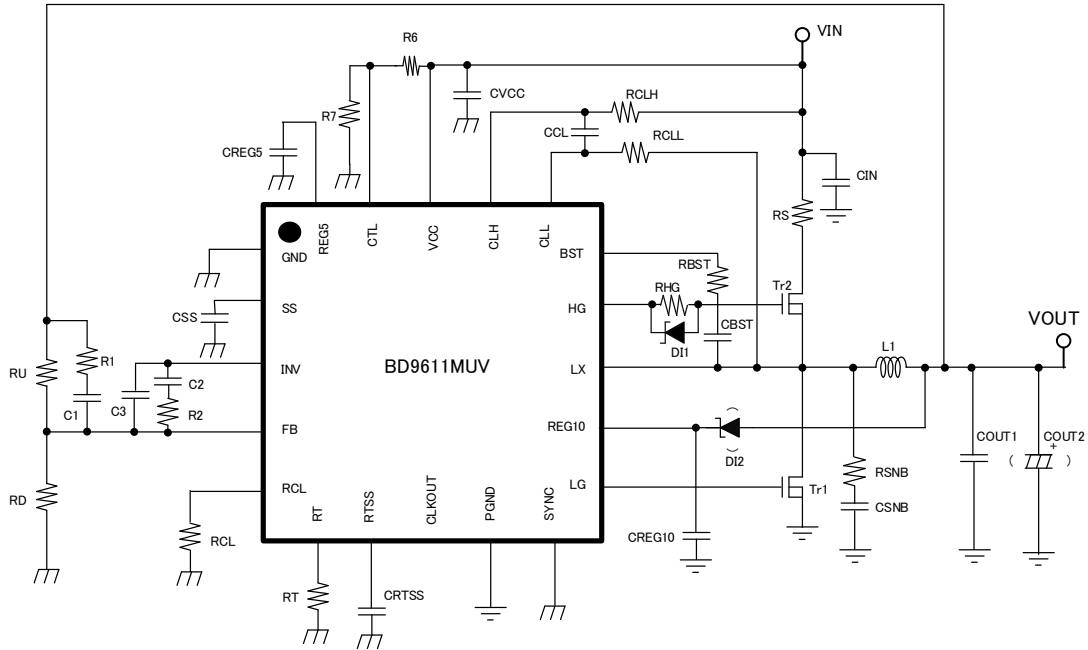 VIN
R6
CVCC
RCLH
R7
CCL
RCLL
CREG5
CIN
RS
REG5
CTL
VCC
CLH
CLL
GND
BST
RBST
SS
CSS
HG
RHG
Tr2
CBST
VOUT
DI1
L1
R1
RU
INV
BD9611MUV
LX
C2
C3
C1
R2
FB
REG10
( )
DI2
COUT1
COUT2
+
( )
RSNB
RD
RCL
LG
Tr1
RT
RTSS
CLKOUT
PGND
SYNC
CSNB
RCL
CREG10
RT
CRTSS